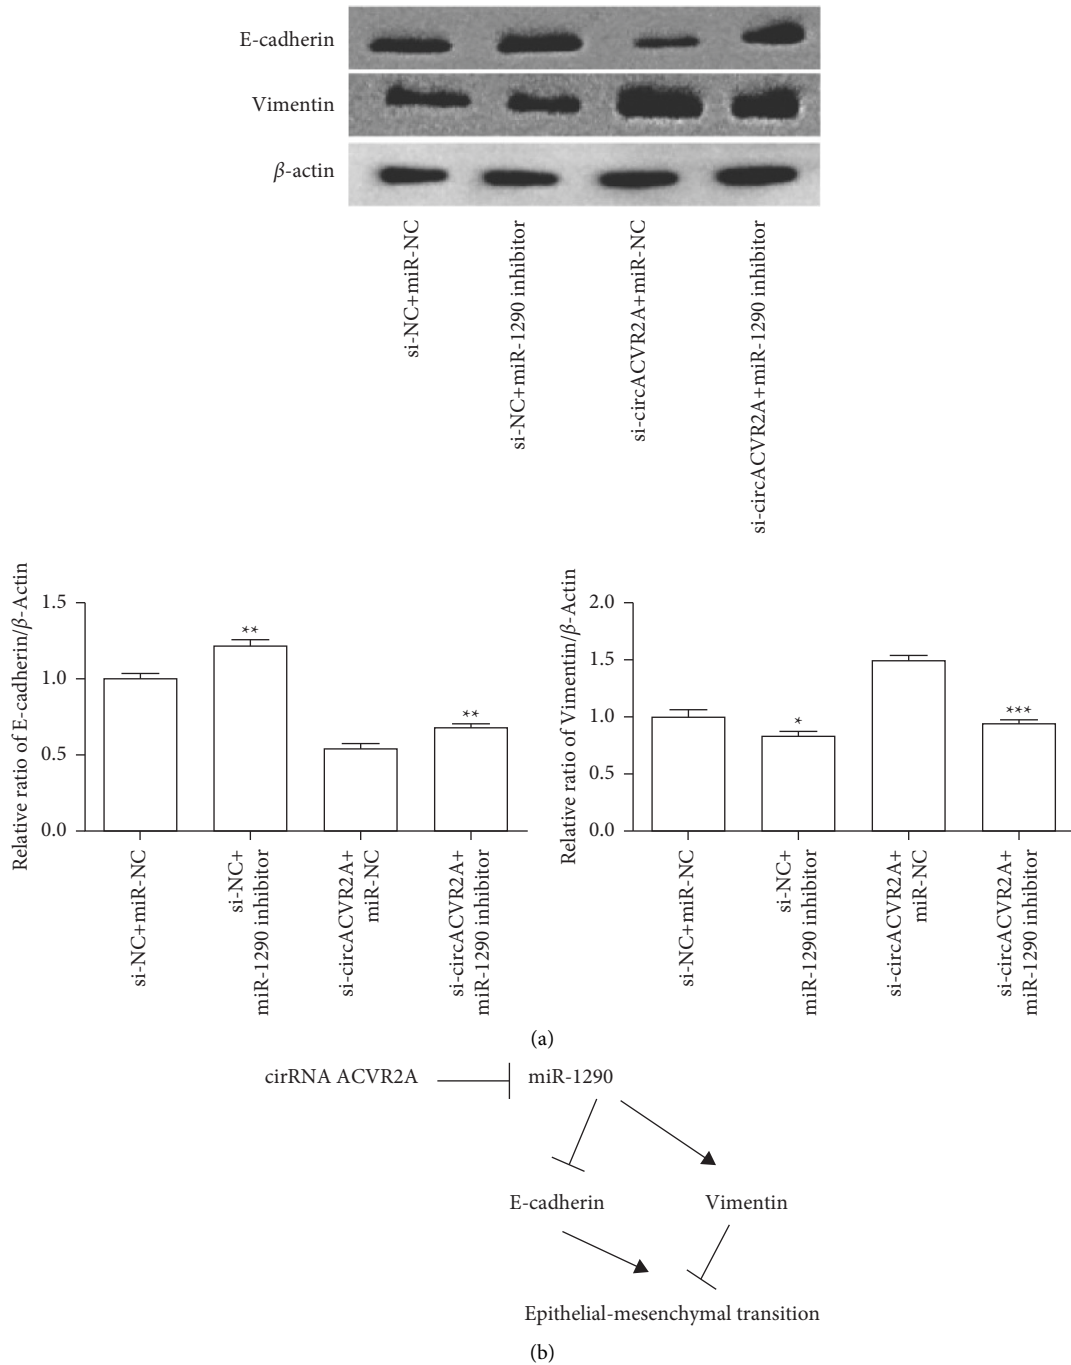 E-cadherin
Vimentin
β-actin
si-NC+miR-NC
si-NC+miR-1290 inhibitor
si-circACVR2A+miR-NC
si-circACVR2A+miR-1290 inhibitor
Relative ratio of E-cadherin/β-Actin
1.5
1.0
0.5
0.0
**
**
si-NC+miR-NC
si-NC+
miR-1290 inhibitor
si-circACVR2A+
miR-NC
si-circACVR2A+
miR-1290 inhibitor
Relative ratio of Vimentin/β-Actin
2.0
1.5
1.0
0.5
0.0
*
***
si-NC+miR-NC
si-NC+
miR-1290 inhibitor
si-circACVR2A+
miR-NC
si-circACVR2A+
miR-1290 inhibitor
(a)
cirRNA ACVR2A
miR-1290
E-cadherin
Vimentin
Epithelial-mesenchymal transition
(b)